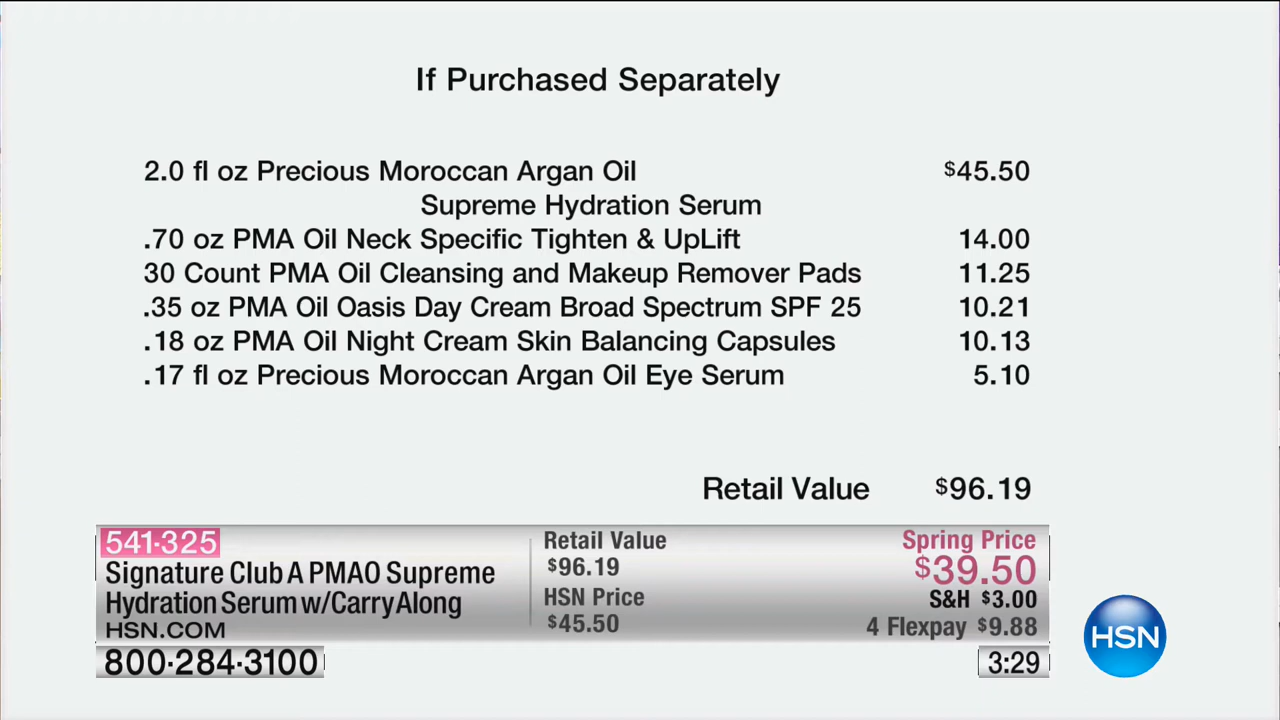 If Purchased Separately
2.0 fl oz Precious Moroccan Argan Oil $45.50
Supreme Hydration Serum
.70 oz PMA Oil Neck Specific Tighten & UpLift 14.00
30 Count PMA Oil Cleansing and Makeup Remover Pads 11.25
.35 oz PMA Oil Oasis Day Cream Broad Spectrum SPF 25 10.21
.18 oz PMA Oil Night Cream Skin Balancing Capsules 10.13
.17 fl oz Precious Moroccan Argan Oil Eye Serum 5.10
Retail Value $96.19
541-325
Signature Club A PMAO Supreme
Hydration Serum w/Carry Along
HSN.COM
800-284-3100
Retail Value
$96.19
HSN Price
$45.50
Spring Price
$39.50
S&H $3.00
4 Flexpay $9.88
3:29
HSN